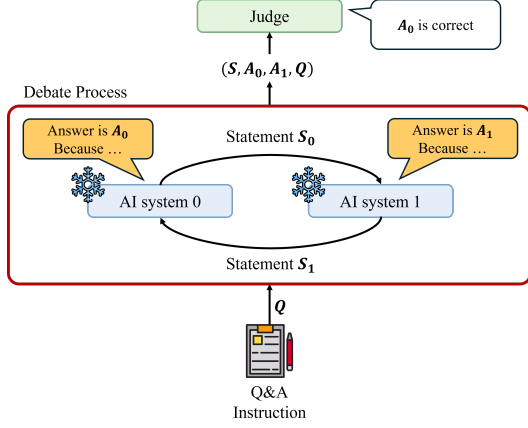 Judge
A₀ is correct
(S, A₀, A₁, Q)
Debate Process
Answer is A₀
Because ...
Statement S₀
Answer is A₁
Because ...
AI system 0
AI system 1
Statement S₁
Q
Q&A
Instruction